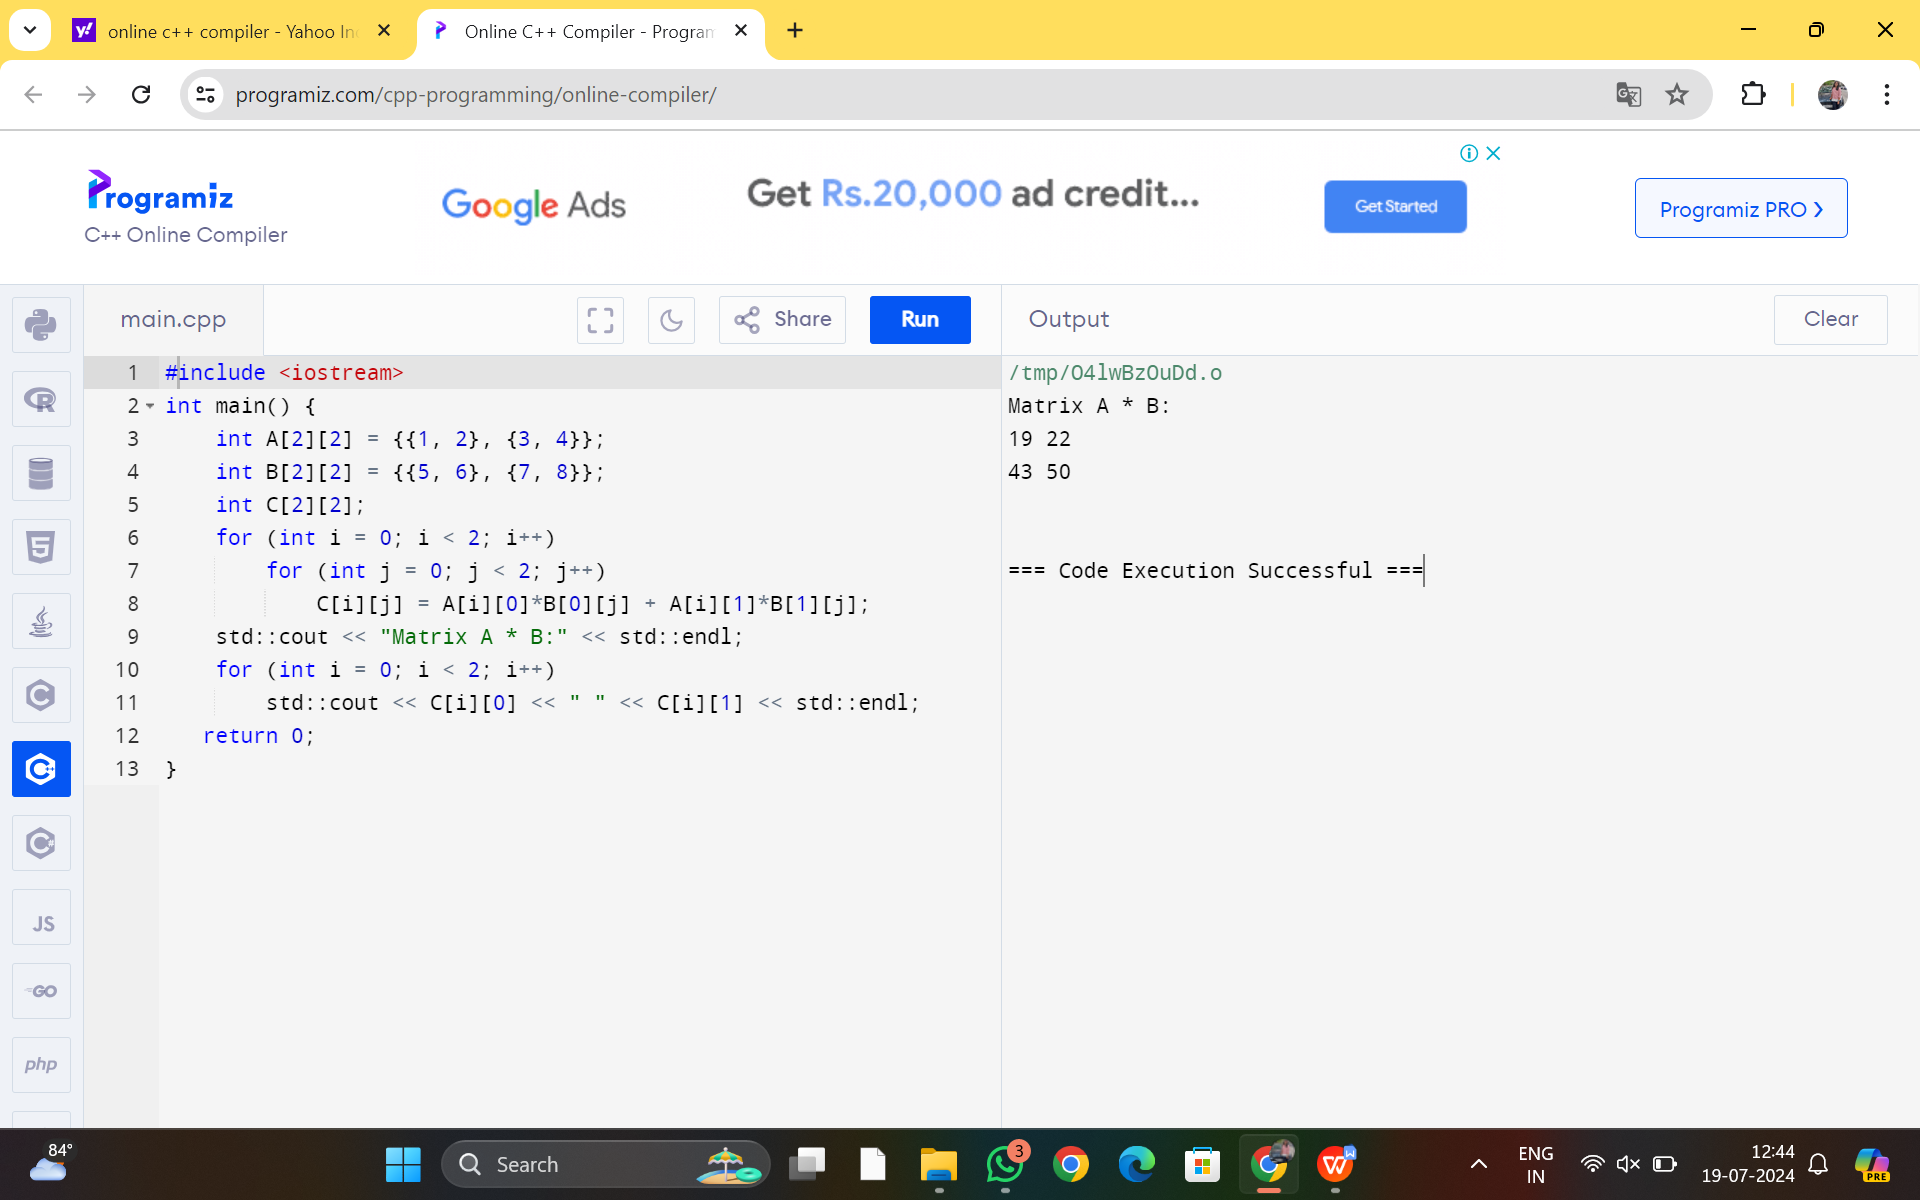 online c++ compiler - Yahoo In
Online C++ Compiler - Program
programiz.com/cpp-programming/online-compiler/
Programiz
C++ Online Compiler
Google Ads
Get Rs.20,000 ad credit...
Get Started
Programiz PRO ›
main.cpp
Share
Run
Output
Clear
1 #include <iostream>
2 int main() {
3 int A[2][2] = {{1, 2}, {3, 4}};
4 int B[2][2] = {{5, 6}, {7, 8}};
5 int C[2][2];
6 for (int i = 0; i < 2; i++)
7 for (int j = 0; j < 2; j++)
8 C[i][j] = A[i][0]*B[0][j] + A[i][1]*B[1][j];
9 std::cout << "Matrix A * B:" << std::endl;
10 for (int i = 0; i < 2; i++)
11 std::cout << C[i][0] << " " << C[i][1] << std::endl;
12 return 0;
13 }
/tmp/O4lwBzOuDd.o
Matrix A * B:
19 22
43 50
=== Code Execution Successful ===
JS
GO
php
84°
Search
3
ENG
IN
12:44
19-07-2024
PRE